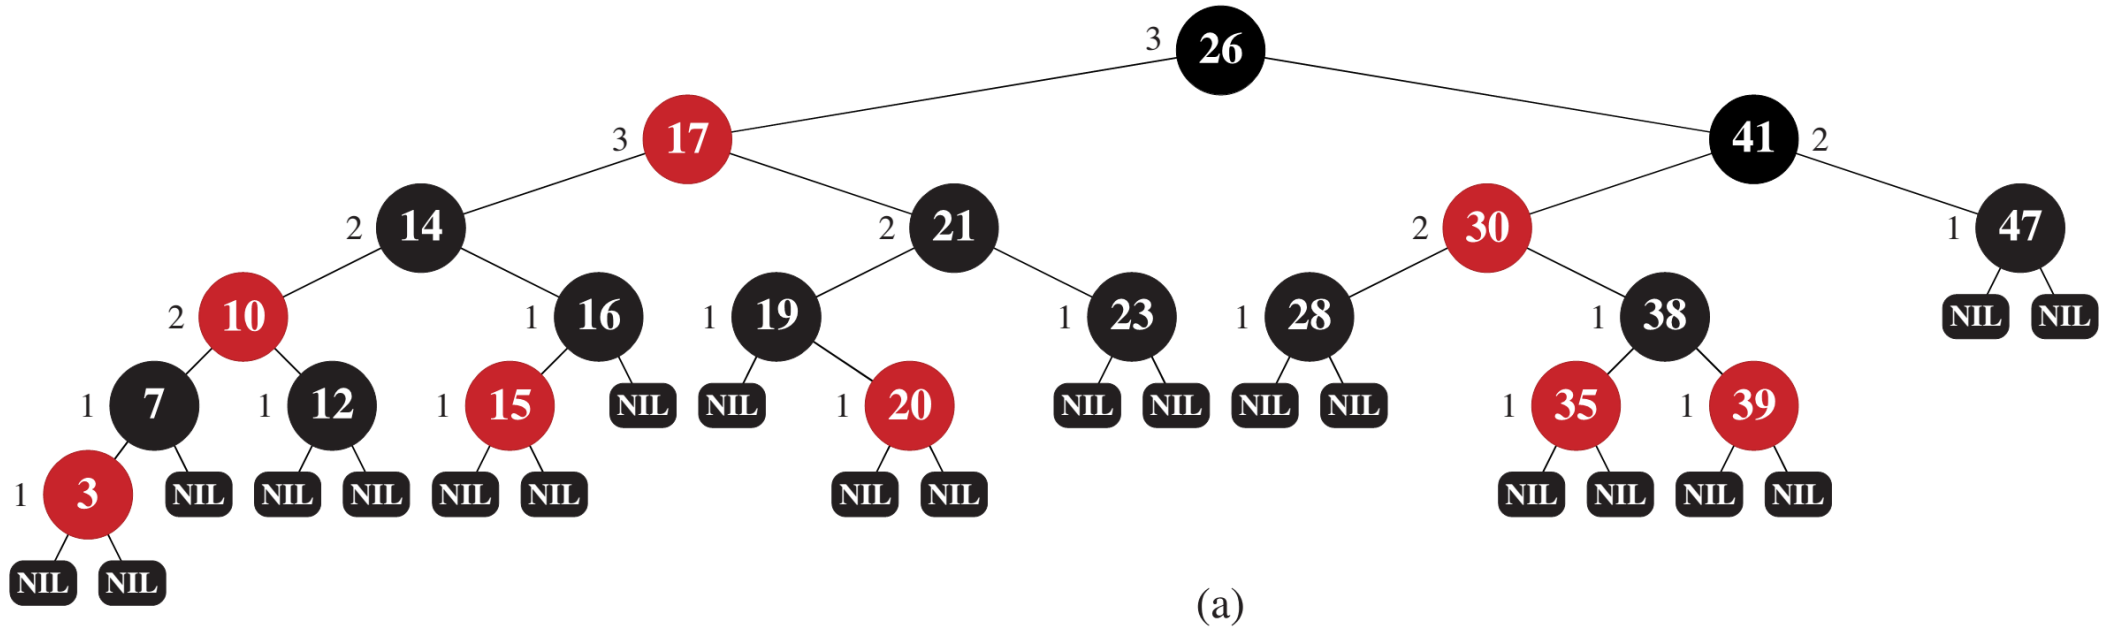 3 26
3 17 41 2
2 14 2 21 2 30 1 47
2 10 1 16 1 19 1 23 1 28 1 38 NIL NIL
1 7 1 12 1 15 NIL NIL 1 20 NIL NIL NIL NIL 1 35 1 39
1 3 NIL NIL NIL NIL NIL NIL NIL NIL NIL NIL NIL
NIL NIL
(a)